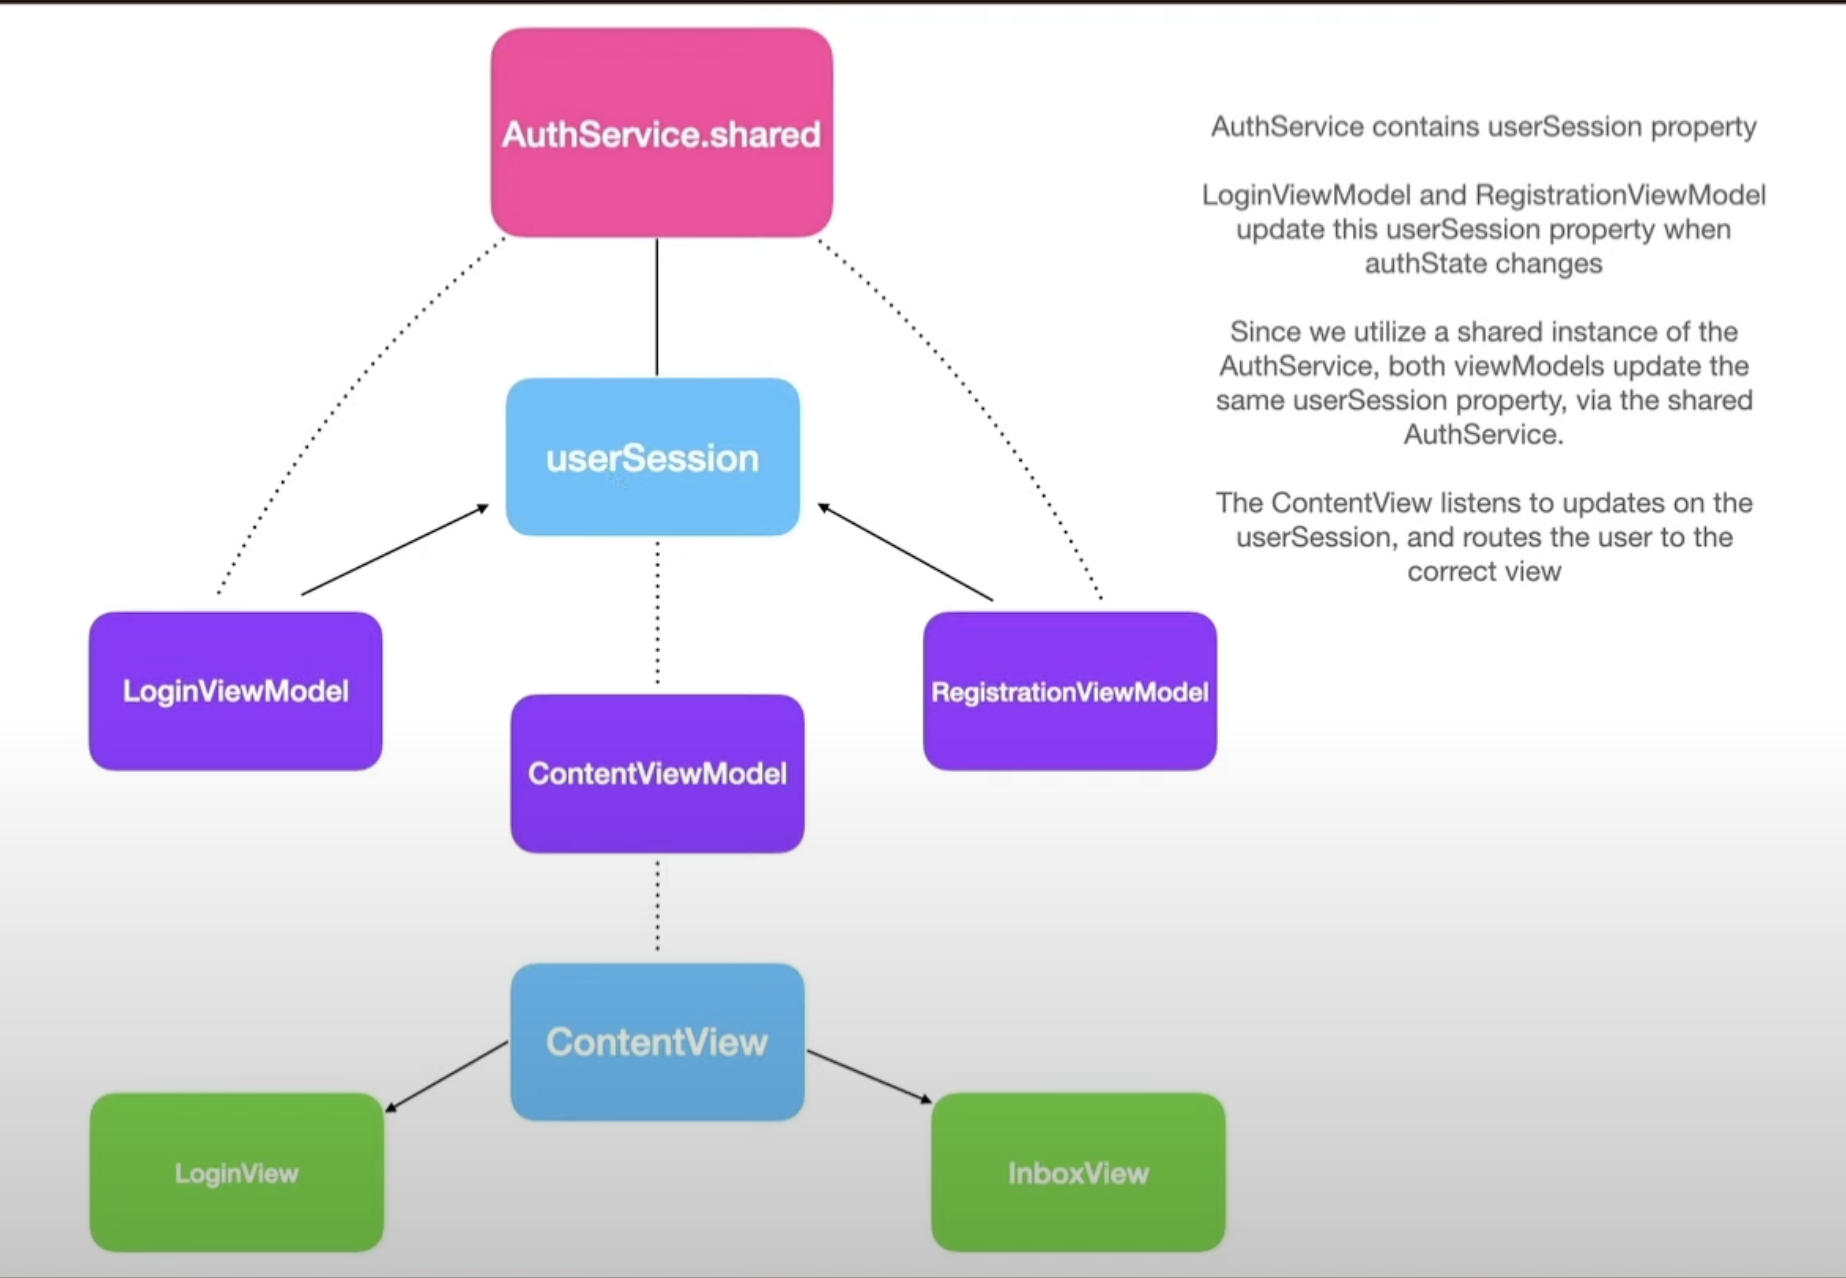 AuthService.shared
AuthService contains userSession property
LoginViewModel and RegistrationViewModel
update this userSession property when
authState changes
Since we utilize a shared instance of the
AuthService, both viewModels update the
same userSession property, via the shared
AuthService.
The ContentView listens to updates on the
userSession, and routes the user to the
correct view
userSession
LoginViewModel
RegistrationViewModel
ContentViewModel
ContentView
LoginView
InboxView